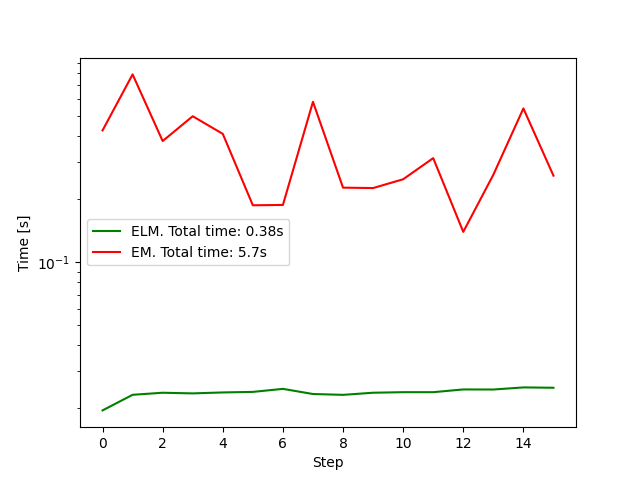 Time [s]
10⁻¹
ELM. Total time: 0.38s
EM. Total time: 5.7s
0 2 4 6 8 10 12 14
Step